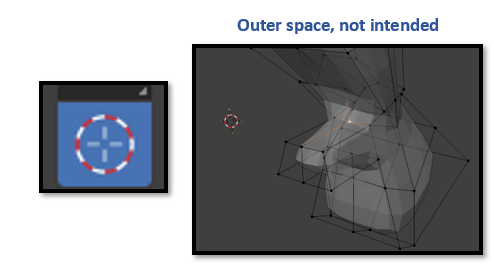 Outer space, not intended